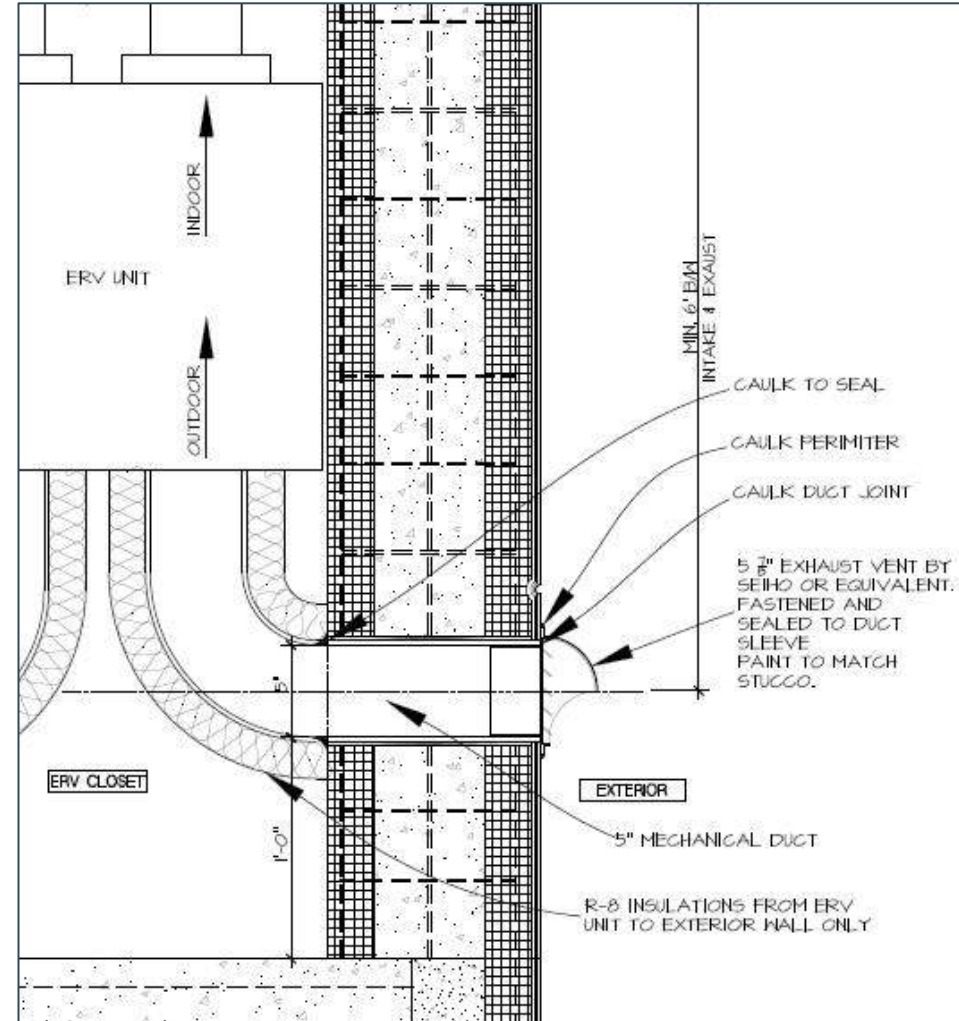 INDOOR
ERV UNIT
OUTDOOR
MIN. 6' B/W
INTAKE & EXAUST
CAULK TO SEAL
CAULK PERIMITER
CAULK DUCT JOINT
5 7/8" EXHAUST VENT BY
SEIHO OR EQUIVALENT.
FASTENED AND
SEALED TO DUCT
SLEEVE
PAINT TO MATCH
STUCCO.
5"
ERV CLOSET
EXTERIOR
5" MECHANICAL DUCT
1'-0"
R-8 INSULATIONS FROM ERV
UNIT TO EXTERIOR WALL ONLY